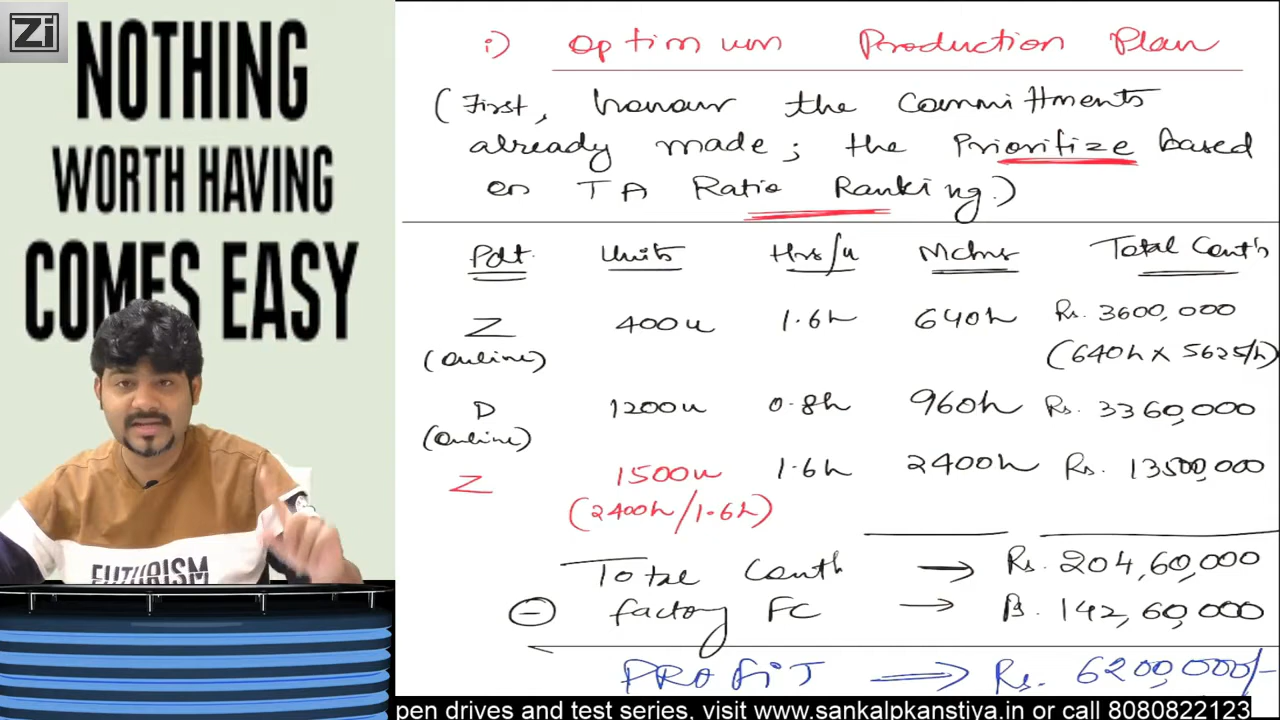 Zi
NOTHING
WORTH HAVING
COMES EASY
FUTURISM
i) Optimum Production Plan
(First, honour the Committments
already made; the Prioritize based
on TA Ratio Ranking.)
Pdt. Units Hrs/u Mchrs Total Contb
Z 400u 1.6h 640h Rs. 3600,000
(Online) (640h x 5625/h)
D 1200u 0.8h 960h Rs. 3360,000
(Online)
Z 1500u 1.6h 2400h Rs. 13500,000
(2400h/1.6h)
Total Contb → Rs. 204,60,000
⊖ factory FC → Rs. 142,60,000
PROFIT → Rs. 6200,000/-
pen drives and test series, visit www.sankalpkanstiya.in or call 8080822123